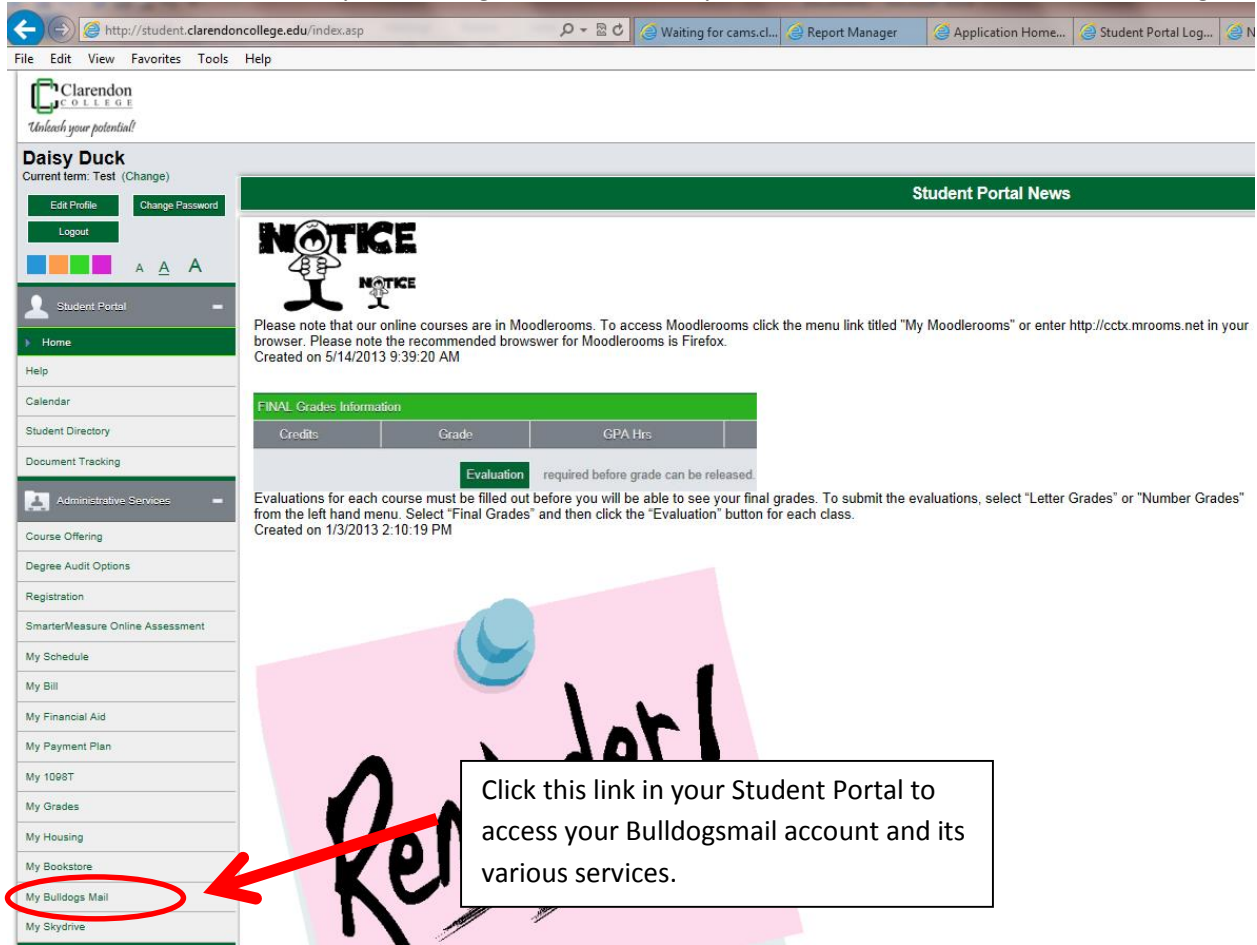 http://student.clarendoncollege.edu/index.asp
Waiting for cams.cl...
Report Manager
Application Home...
Student Portal Log...
File Edit View Favorites Tools Help
Clarendon
COLLEGE
Unleash your potential!
Daisy Duck
Current term: Test (Change)
Edit Profile
Change Password
Logout
A A A
Student Portal
Home
Help
Calendar
Student Directory
Document Tracking
Administrative Services
Course Offering
Degree Audit Options
Registration
SmarterMeasure Online Assessment
My Schedule
My Bill
My Financial Aid
My Payment Plan
My 1098T
My Grades
My Housing
My Bookstore
My Bulldogs Mail
My Skydrive
Student Portal News
NOTICE
NOTICE
Please note that our online courses are in Moodlerooms. To access Moodlerooms click the menu link titled "My Moodlerooms" or enter http://cctx.mrooms.net in your
browser. Please note the recommended browswer for Moodlerooms is Firefox.
Created on 5/14/2013 9:39:20 AM
FINAL Grades Information
Credits Grade GPA Hrs
Evaluation required before grade can be released.
Evaluations for each course must be filled out before you will be able to see your final grades. To submit the evaluations, select “Letter Grades” or "Number Grades"
from the left hand menu. Select “Final Grades” and then click the “Evaluation” button for each class.
Created on 1/3/2013 2:10:19 PM
Click this link in your Student Portal to
access your Bulldogsmail account and its
various services.